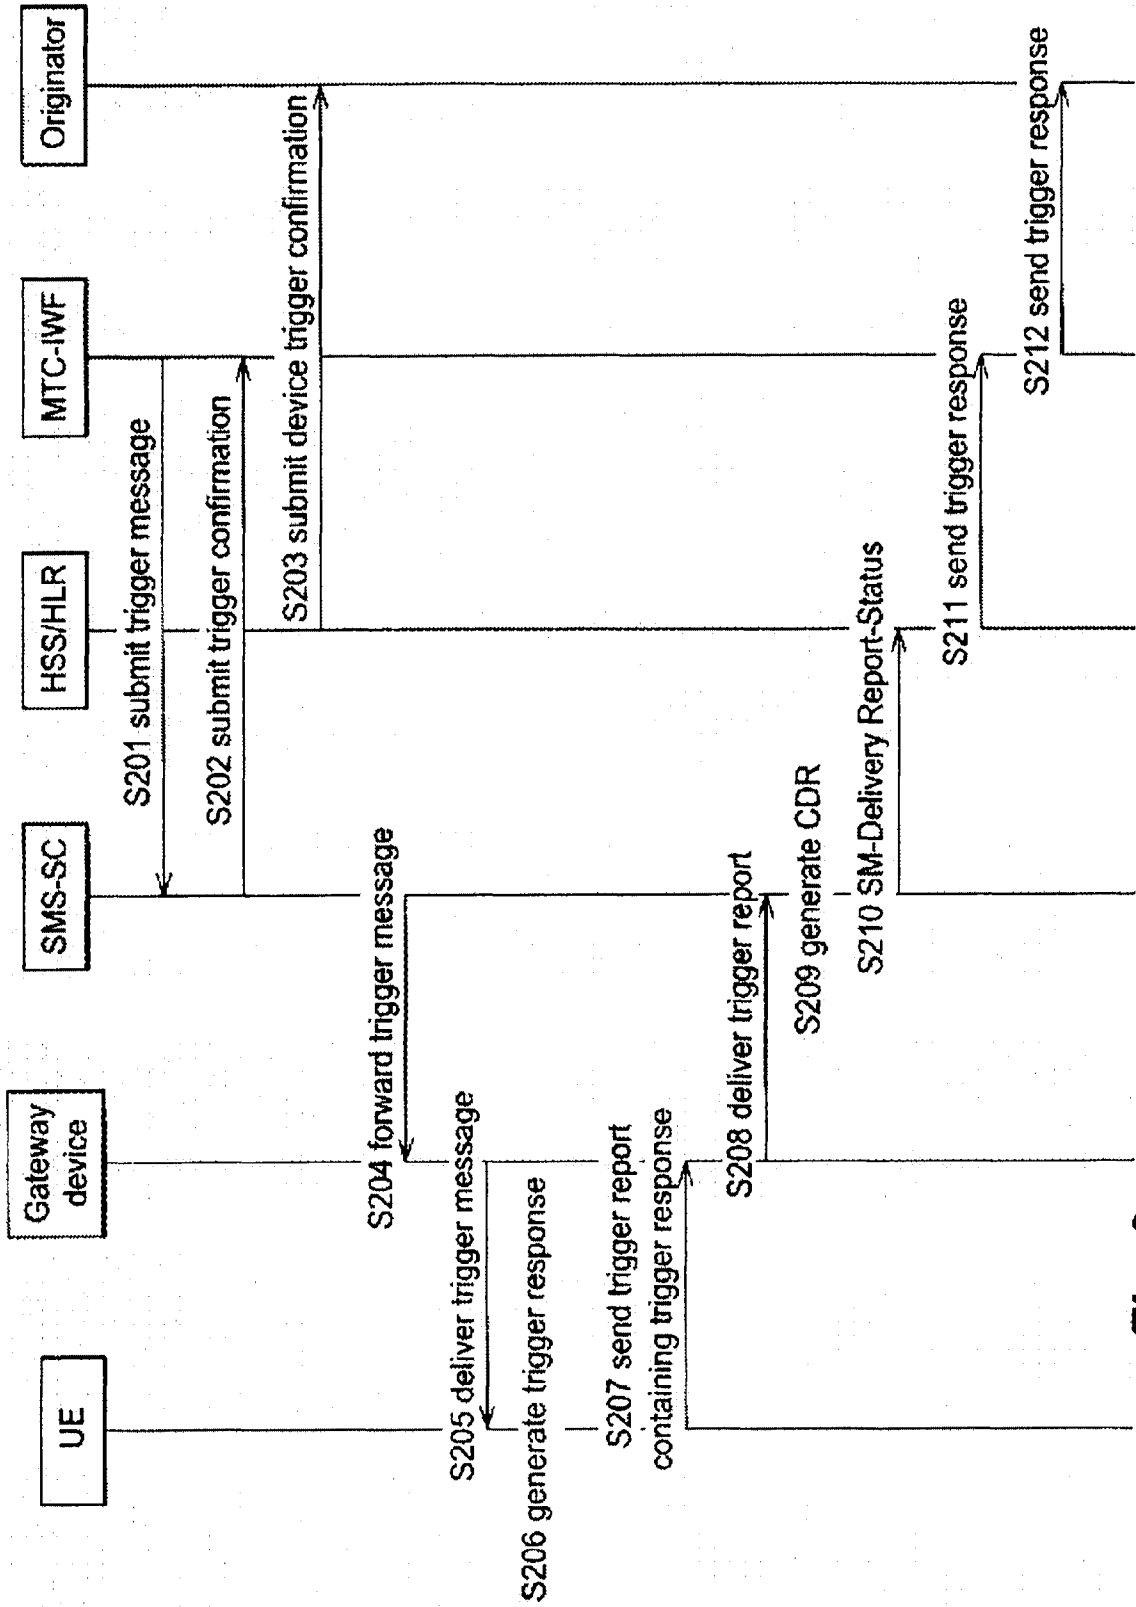 UE
Gateway
device
SMS-SC
HSS/HLR
MTC-IWF
Originator
S201 submit trigger message
S202 submit trigger confirmation
S203 submit device trigger confirmation
S204 forward trigger message
S205 deliver trigger message
S206 generate trigger response
S207 send trigger report
containing trigger response
S208 deliver trigger report
S209 generate CDR
S210 SM-Delivery Report-Status
S211 send trigger response
S212 send trigger response